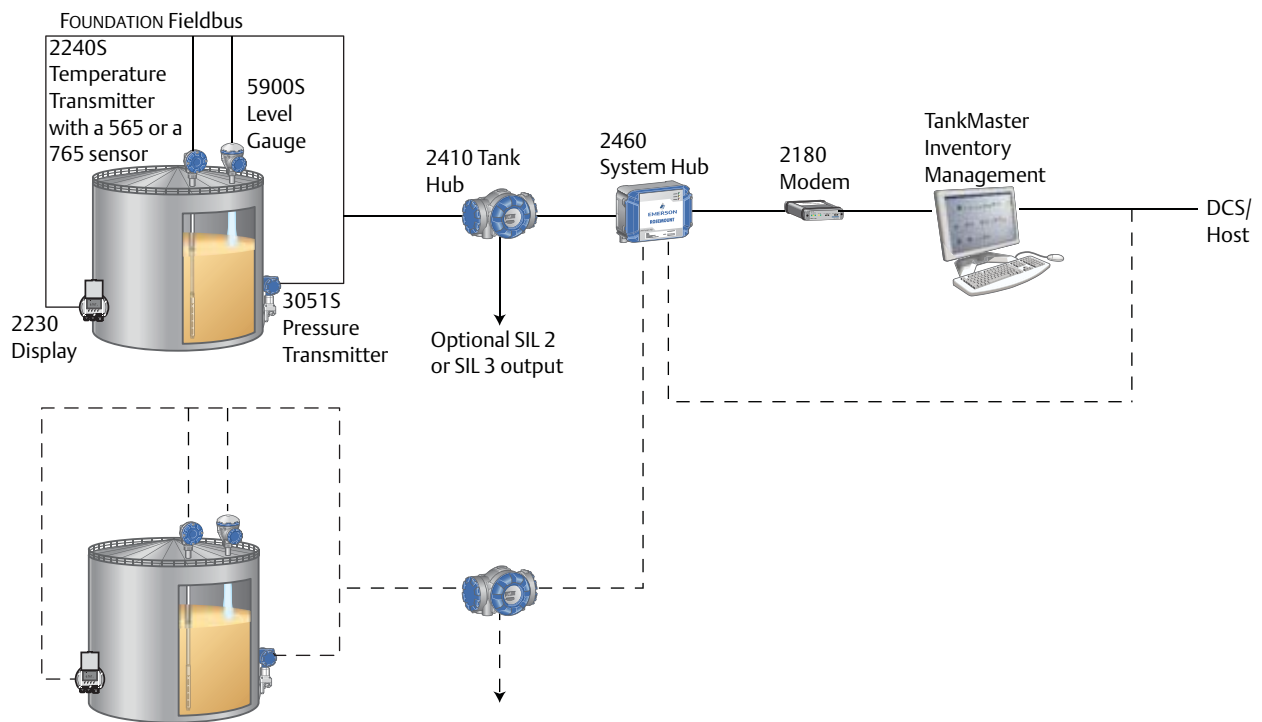 FOUNDATION Fieldbus
2240S
Temperature
Transmitter
with a 565 or a
765 sensor
5900S
Level
Gauge
2410 Tank
Hub
2460
System Hub
2180
Modem
TankMaster
Inventory
Management
DCS/
Host
EMERSON
ROSEMOUNT
2230
Display
3051S
Pressure
Transmitter
Optional SIL 2
or SIL 3 output